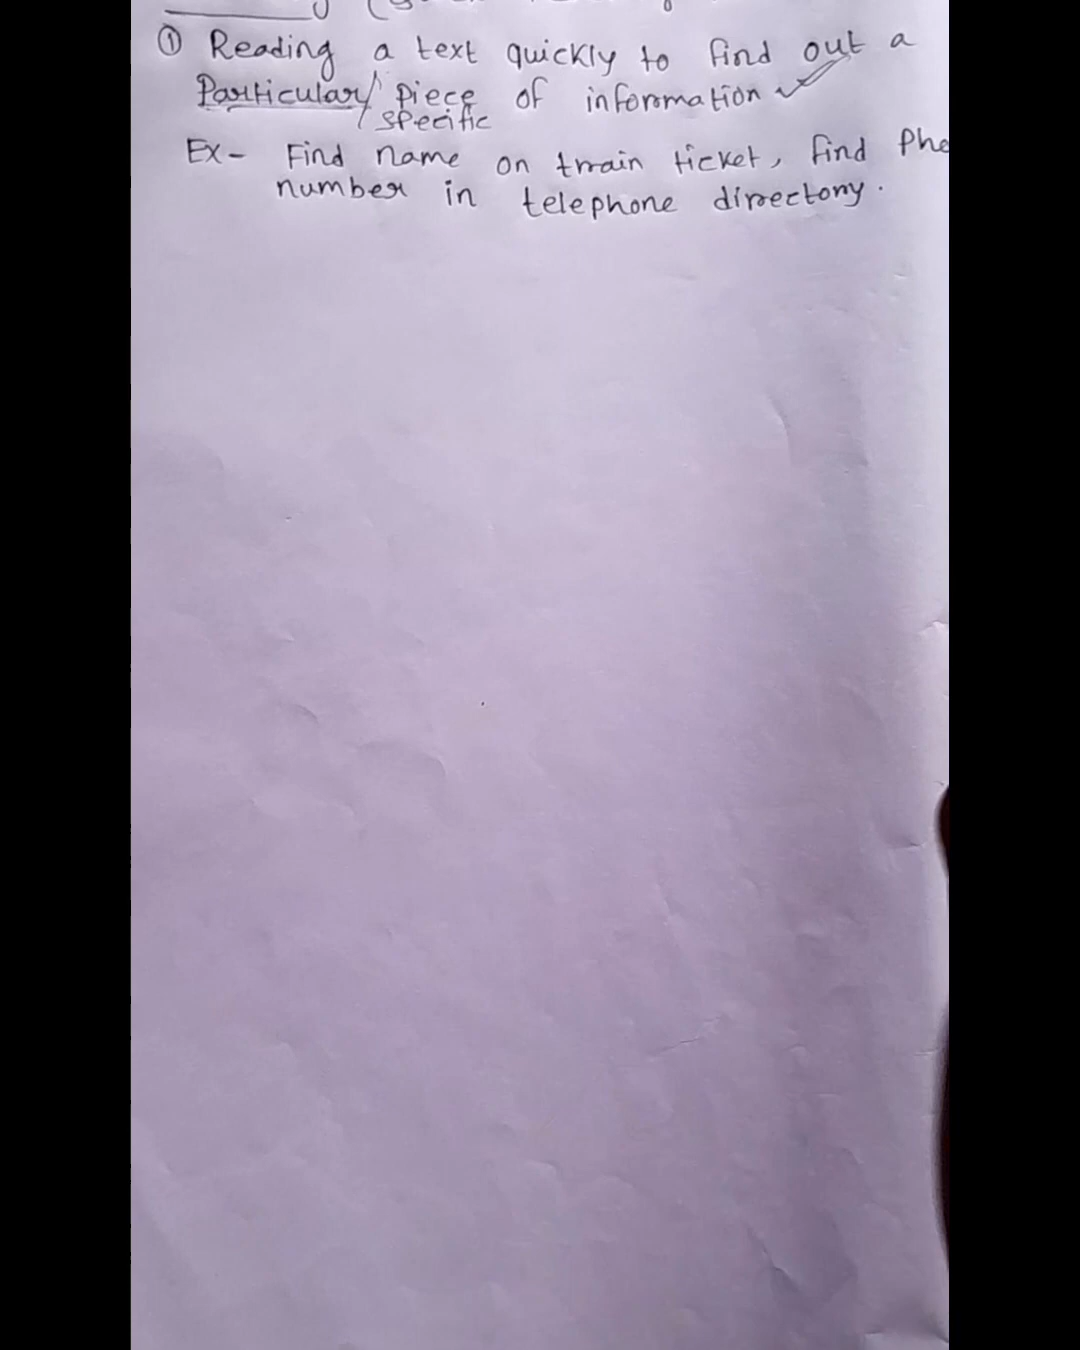 ① Reading a text quickly to find out a
Particular/ piece of information ✓
specific
Ex- Find name on train ticket, find Pho
number in telephone directory.